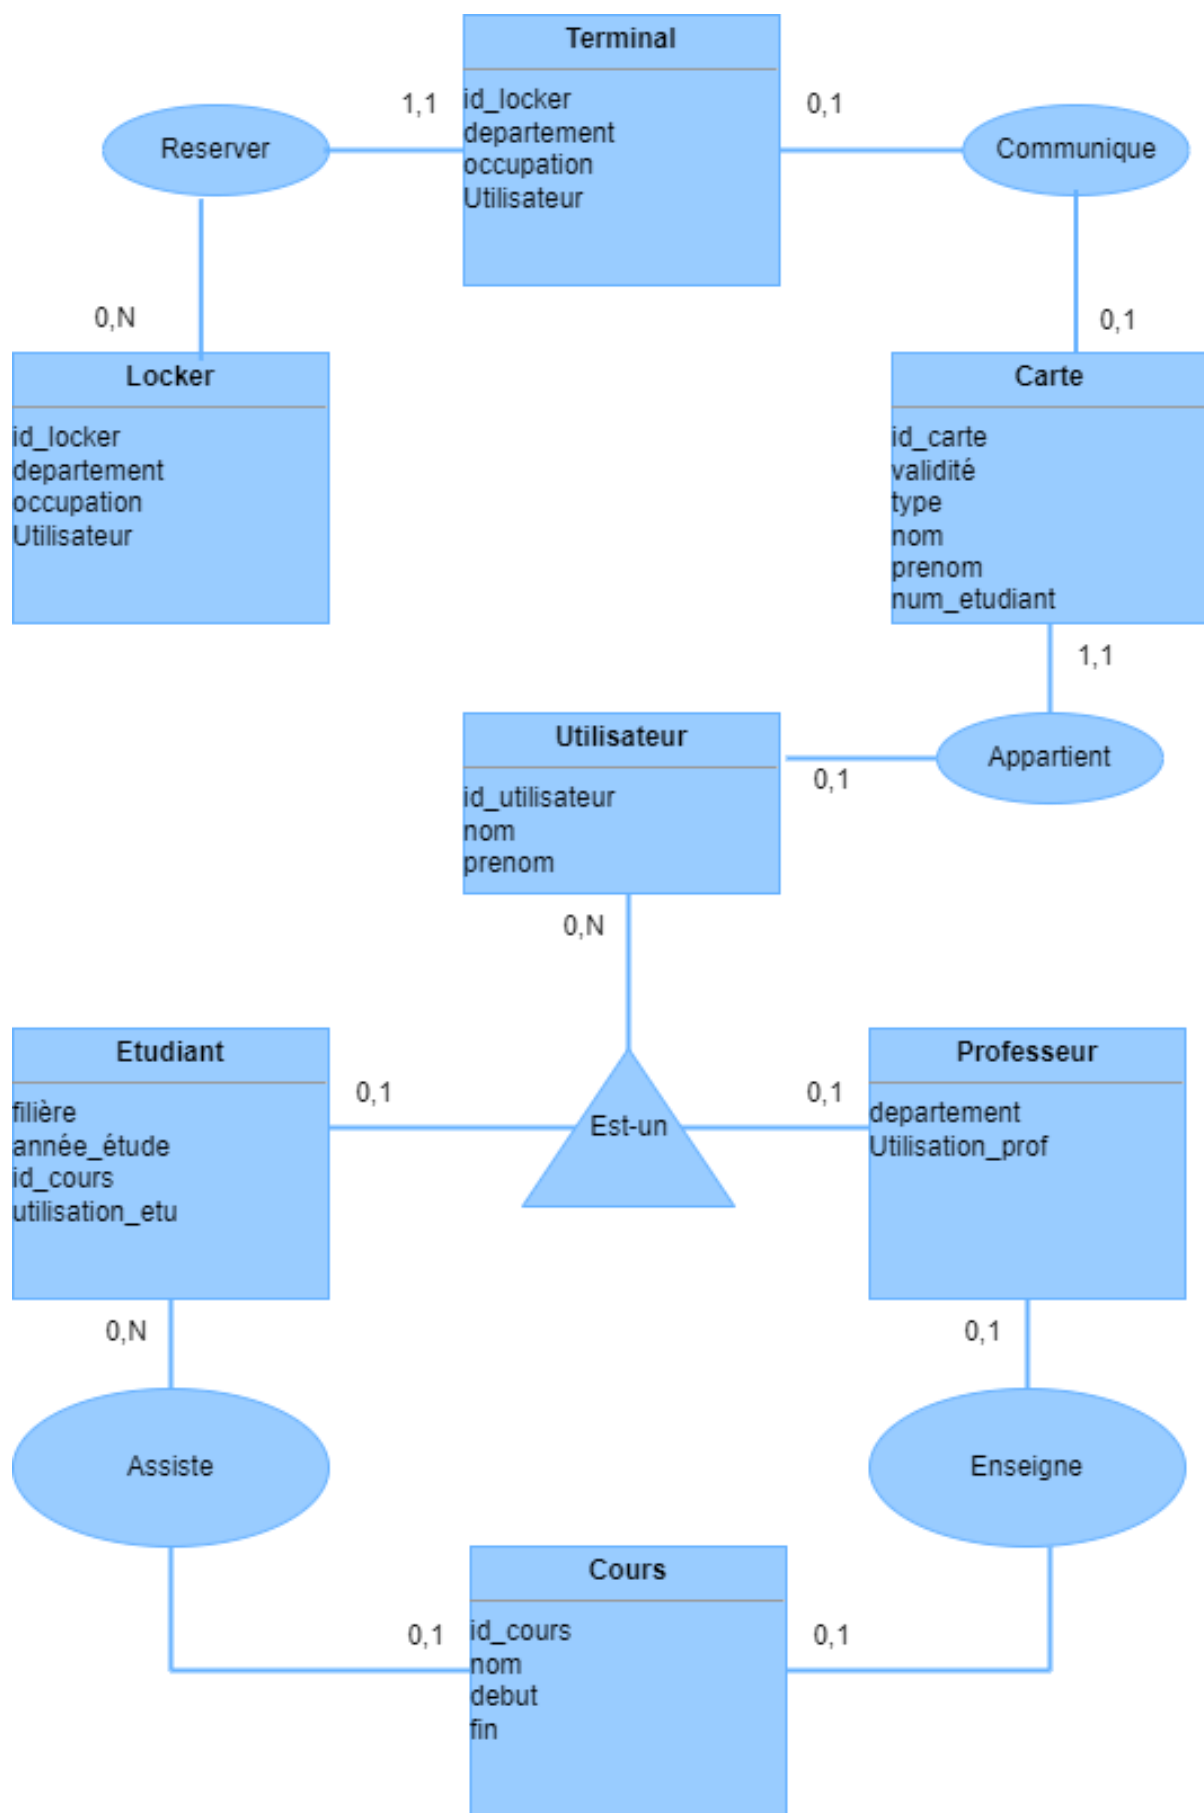 Terminal
id_locker
departement
occupation
Utilisateur
1,1
0,1
Reserver
Communique
0,N
0,1
Locker
id_locker
departement
occupation
Utilisateur
Carte
id_carte
validité
type
nom
prenom
num_etudiant
1,1
Utilisateur
id_utilisateur
nom
prenom
0,1
Appartient
0,N
Etudiant
filière
année_étude
id_cours
utilisation_etu
0,1
Est-un
0,1
Professeur
departement
Utilisation_prof
0,N
0,1
Assiste
Enseigne
Cours
id_cours
nom
debut
fin
0,1
0,1